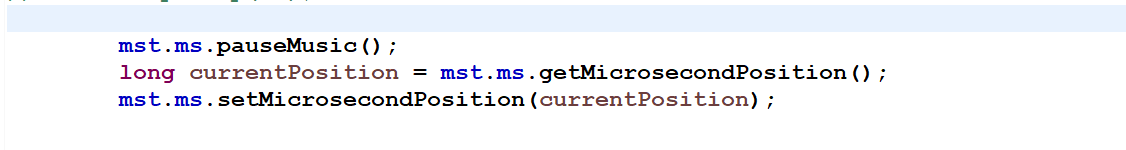 mst.ms.pauseMusic();
long currentPosition = mst.ms.getMicrosecondPosition();
mst.ms.setMicrosecondPosition(currentPosition);